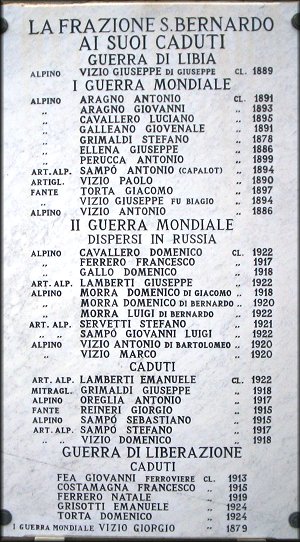 LA FRAZIONE S. BERNARDO
AI SUOI CADUTI
GUERRA DI LIBIA
ALPINO VIZIO GIUSEPPE DI GIUSEPPE CL. 1889
I GUERRA MONDIALE
ALPINO ARAGNO ANTONIO CL. 1891
„ ARAGNO GIOVANNI „ 1893
„ CAVALLERO LUCIANO „ 1895
„ GALLEANO GIOVENALE „ 1891
„ GRIMALDI STEFANO „ 1878
„ ELLENA GIUSEPPE „ 1886
„ PERUCCA ANTONIO „ 1899
ART. ALP. SAMPÓ ANTONIO (CAPALOT) „ 1894
ARTIGL. VIZIO PAOLO „ 1890
FANTE TORTA GIACOMO „ 1897
„ VIZIO GIUSEPPE FU BIAGIO „ 1894
ALPINO VIZIO ANTONIO „ 1886
II GUERRA MONDIALE
DISPERSI IN RUSSIA
ALPINO CAVALLERO DOMENICO CL. 1922
„ FERRERO FRANCESCO „ 1917
„ GALLO DOMENICO „ 1918
ART. ALP. LAMBERTI GIUSEPPE „ 1922
ALPINO MORRA DOMENICO DI GIACOMO „ 1918
„ MORRA DOMENICO DI BERNARDO „ 1920
„ MORRA LUIGI DI BERNARDO „ 1922
ART. ALP. SERVETTI STEFANO „ 1921
„ „ SAMPÓ GIOVANNI LUIGI „ 1922
ALPINO VIZIO ANTONIO DI BARTOLOMEO „ 1920
„ VIZIO MARCO „ 1920
CADUTI
ART. ALP. LAMBERTI EMANUELE CL. 1922
MITRAGL. GRIMALDI GIUSEPPE „ 1918
ALPINO OREGLIA ANTONIO „ 1917
FANTE REINERI GIORGIO „ 1915
ALPINO SAMPÓ SEBASTIANO „ 1915
ART. ALP. SAMPÓ STEFANO „ 1917
„ „ VIZIO DOMENICO „ 1918
GUERRA DI LIBERAZIONE
CADUTI
FEA GIOVANNI FERROVIERE CL. 1913
COSTAMAGNA FRANCESCO „ 1915
FERRERO NATALE „ 1919
GRISOTTI EMANUELE „ 1924
TORTA DOMENICO „ 1924
I GUERRA MONDIALE VIZIO GIORGIO „ 1879